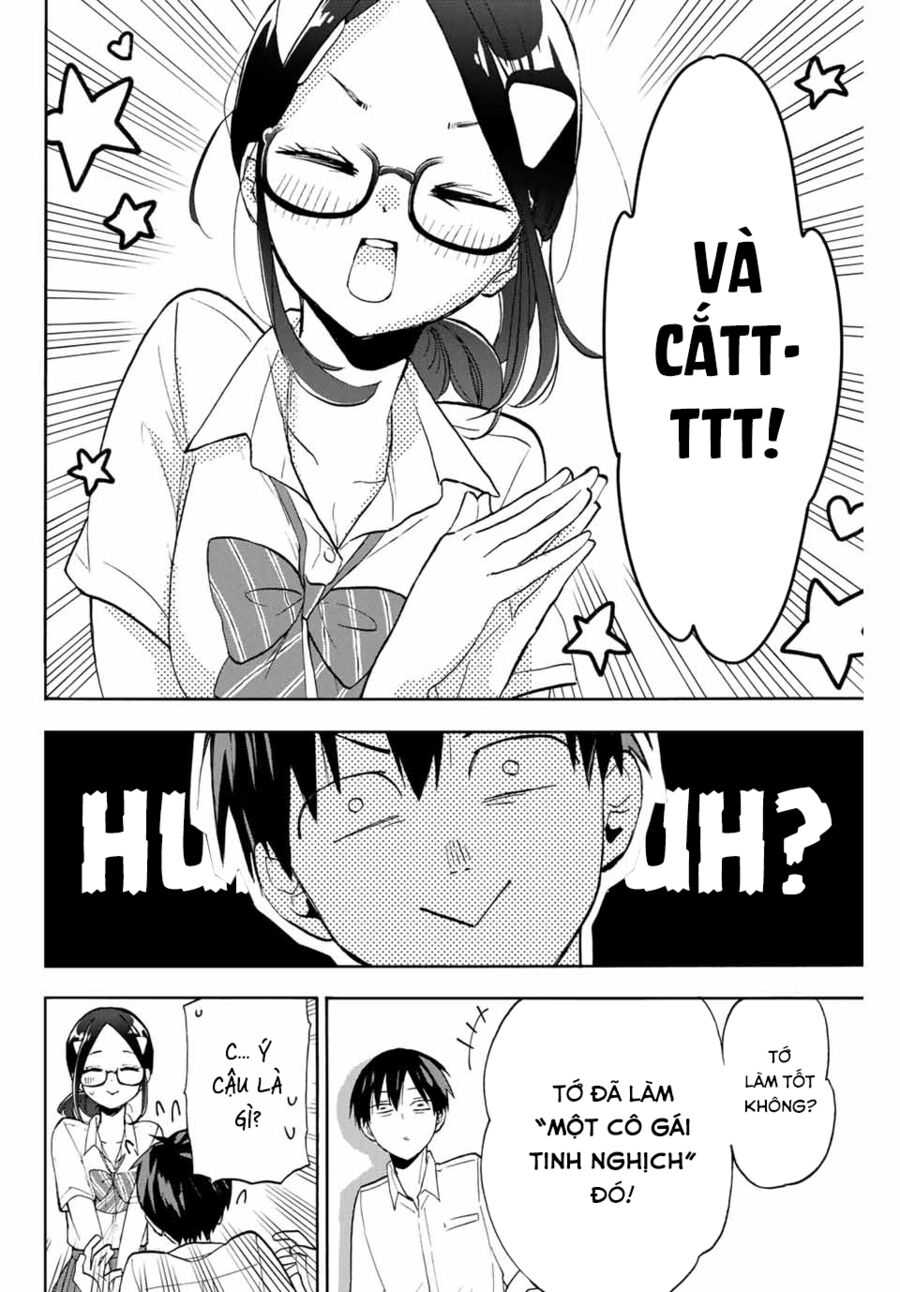 VÀ
CẮTT-
TTT!
HU
UH?
TỚ
LÀM TỐT
KHÔNG?
TỚ ĐÃ LÀM
“MỘT CÔ GÁI
TINH NGHỊCH”
ĐÓ!
C... Ý
CẬU LÀ
GÌ?